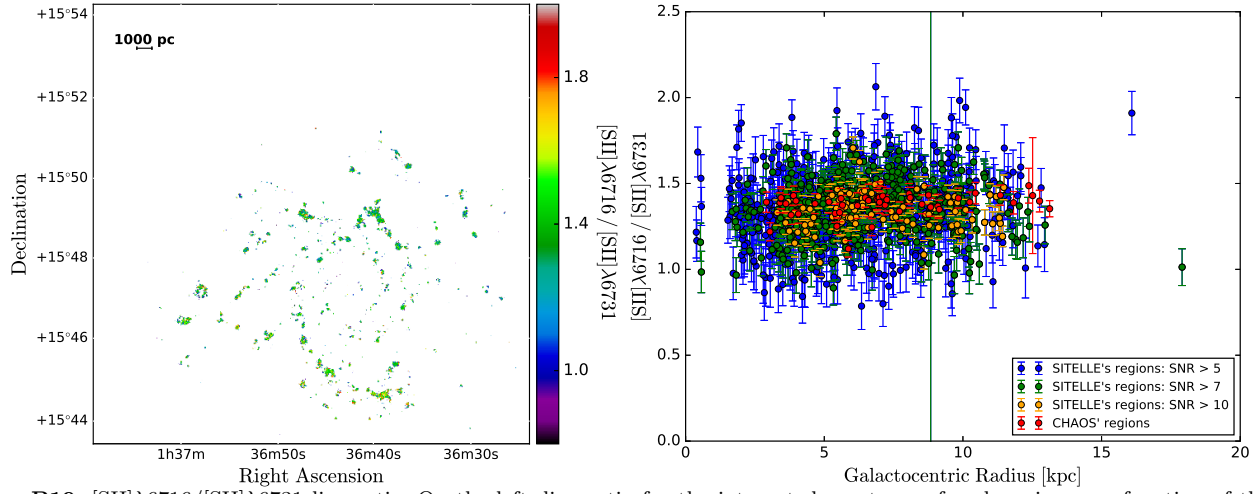 +15°54
+15°52
+15°50
+15°48
+15°46
+15°44
Declination
1000 pc
1h37m
36m50s
36m40s
36m30s
Right Ascension
1.8
1.4
1.0
[SII]λ6716 / [SII]λ6731
[SII]λ6716 / [SII]λ6731
2.5
2.0
1.5
1.0
0.5
0.0
0
5
10
15
20
Galactocentric Radius [kpc]
SITELLE's regions: SNR > 5
SITELLE's regions: SNR > 7
SITELLE's regions: SNR > 10
CHAOS' regions